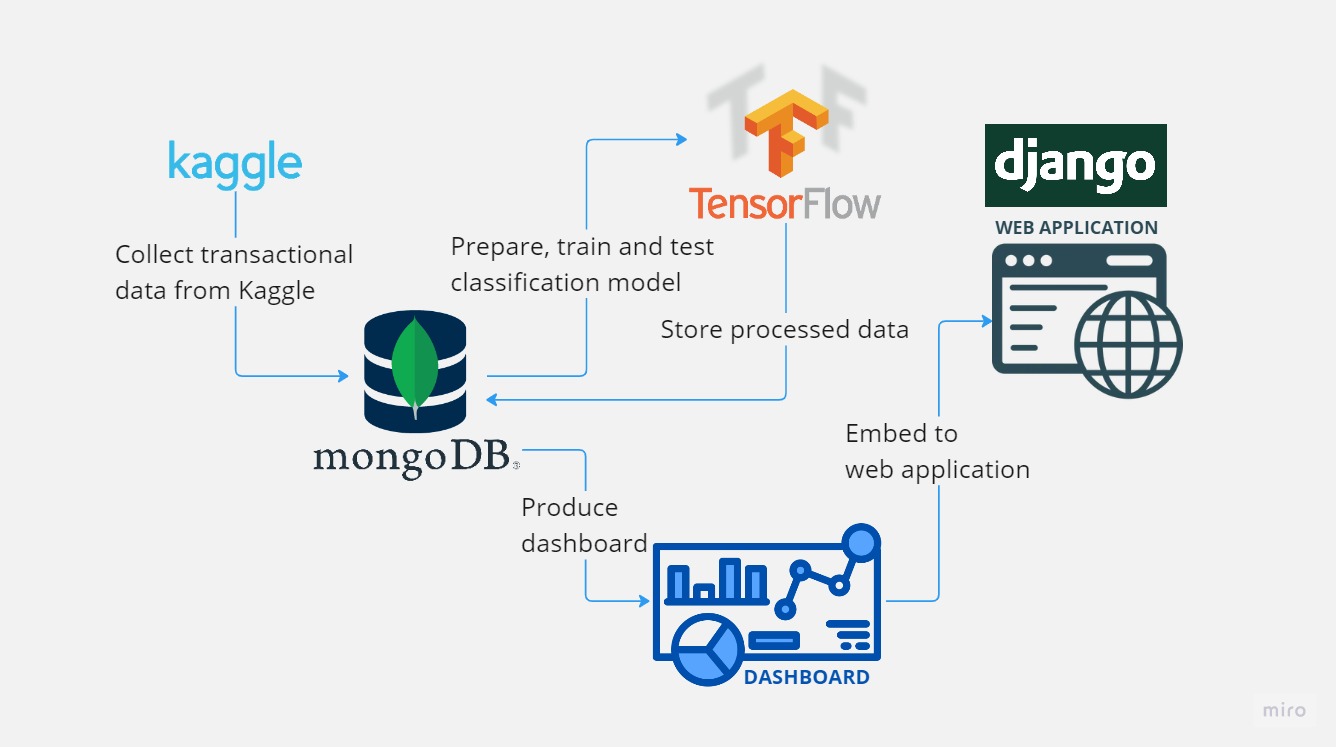 kaggle
Collect transactional
data from Kaggle
mongoDB®
Prepare, train and test
classification model
TF
TensorFlow
Store processed data
Produce
dashboard
DASHBOARD
Embed to
web application
django
WEB APPLICATION
miro